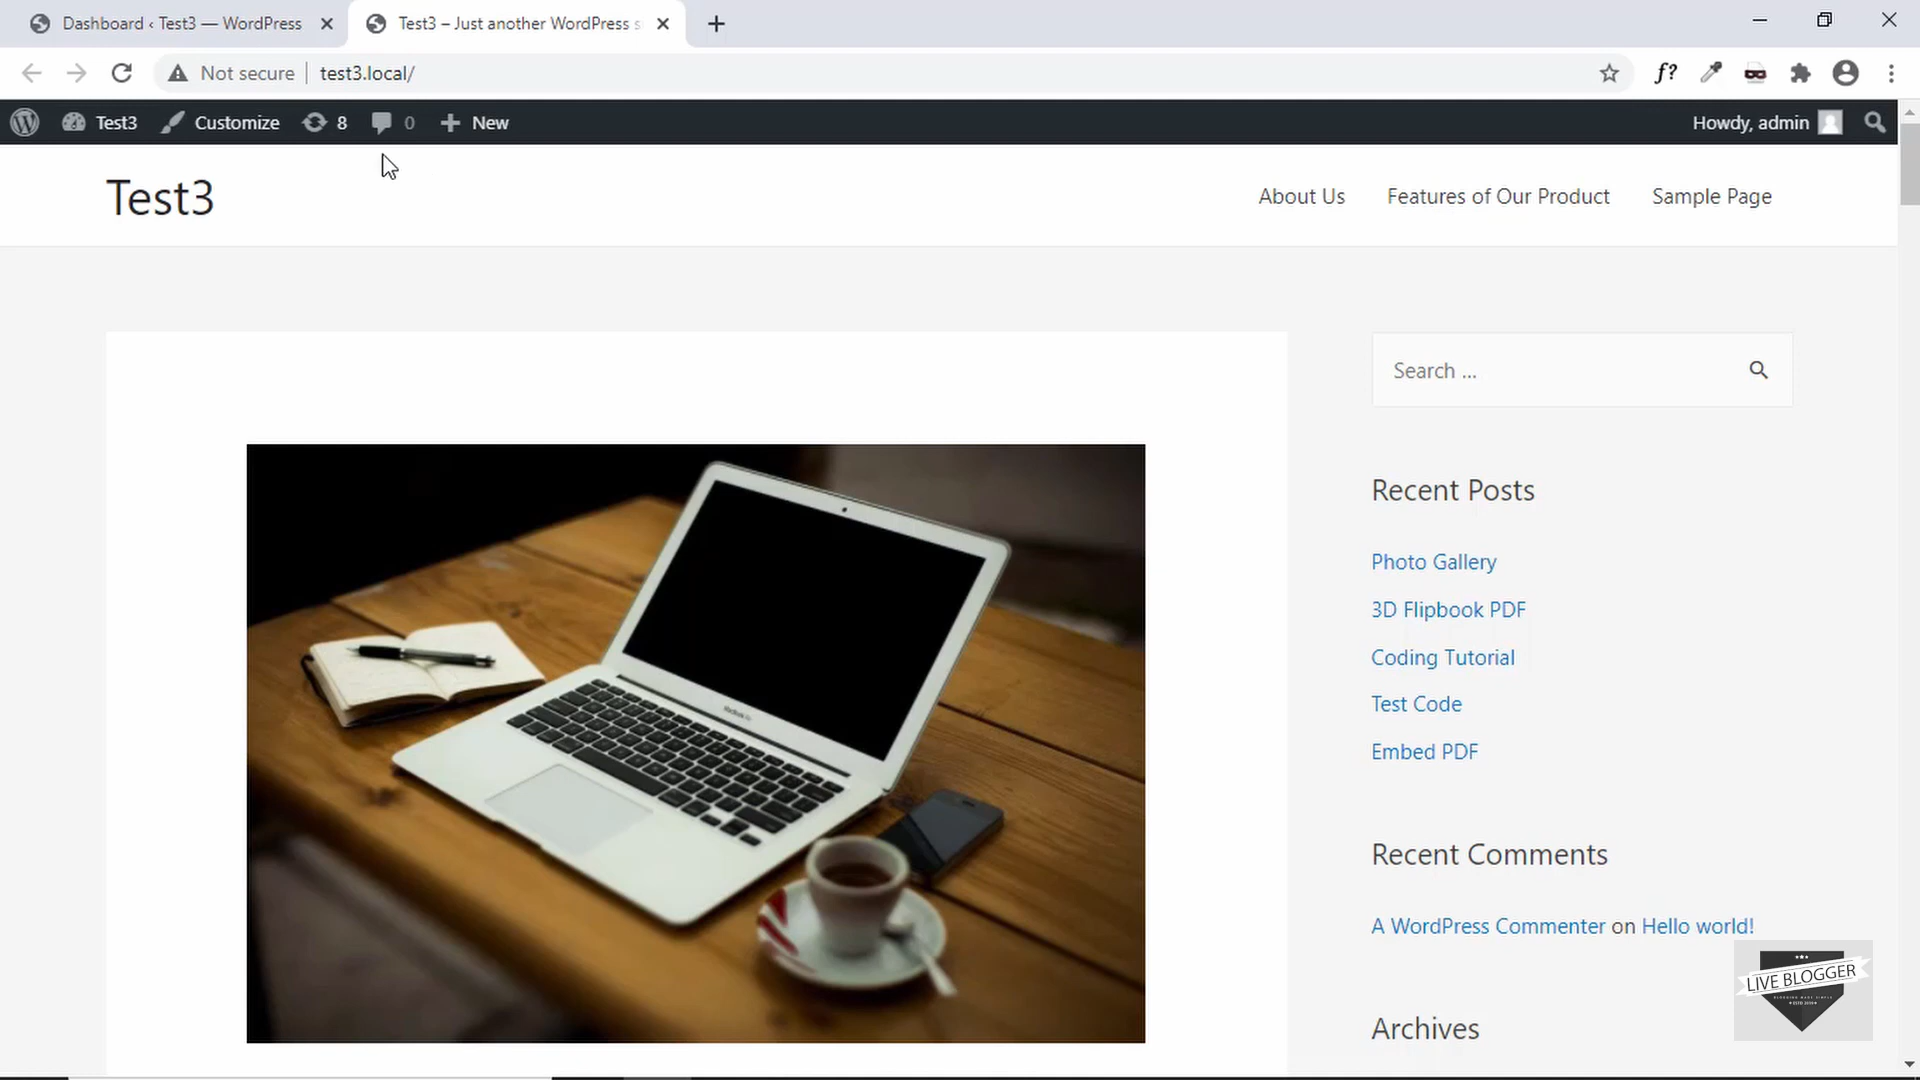 Dashboard ‹ Test3 — WordPress
Test3 – Just another WordPress s
Not secure
test3.local/
f?
Test3
Customize
8
0
New
Howdy, admin
Test3
About Us
Features of Our Product
Sample Page
Search ...
Recent Posts
Photo Gallery
3D Flipbook PDF
Coding Tutorial
Test Code
Embed PDF
Recent Comments
A WordPress Commenter on Hello world!
LIVE BLOGGER
Archives